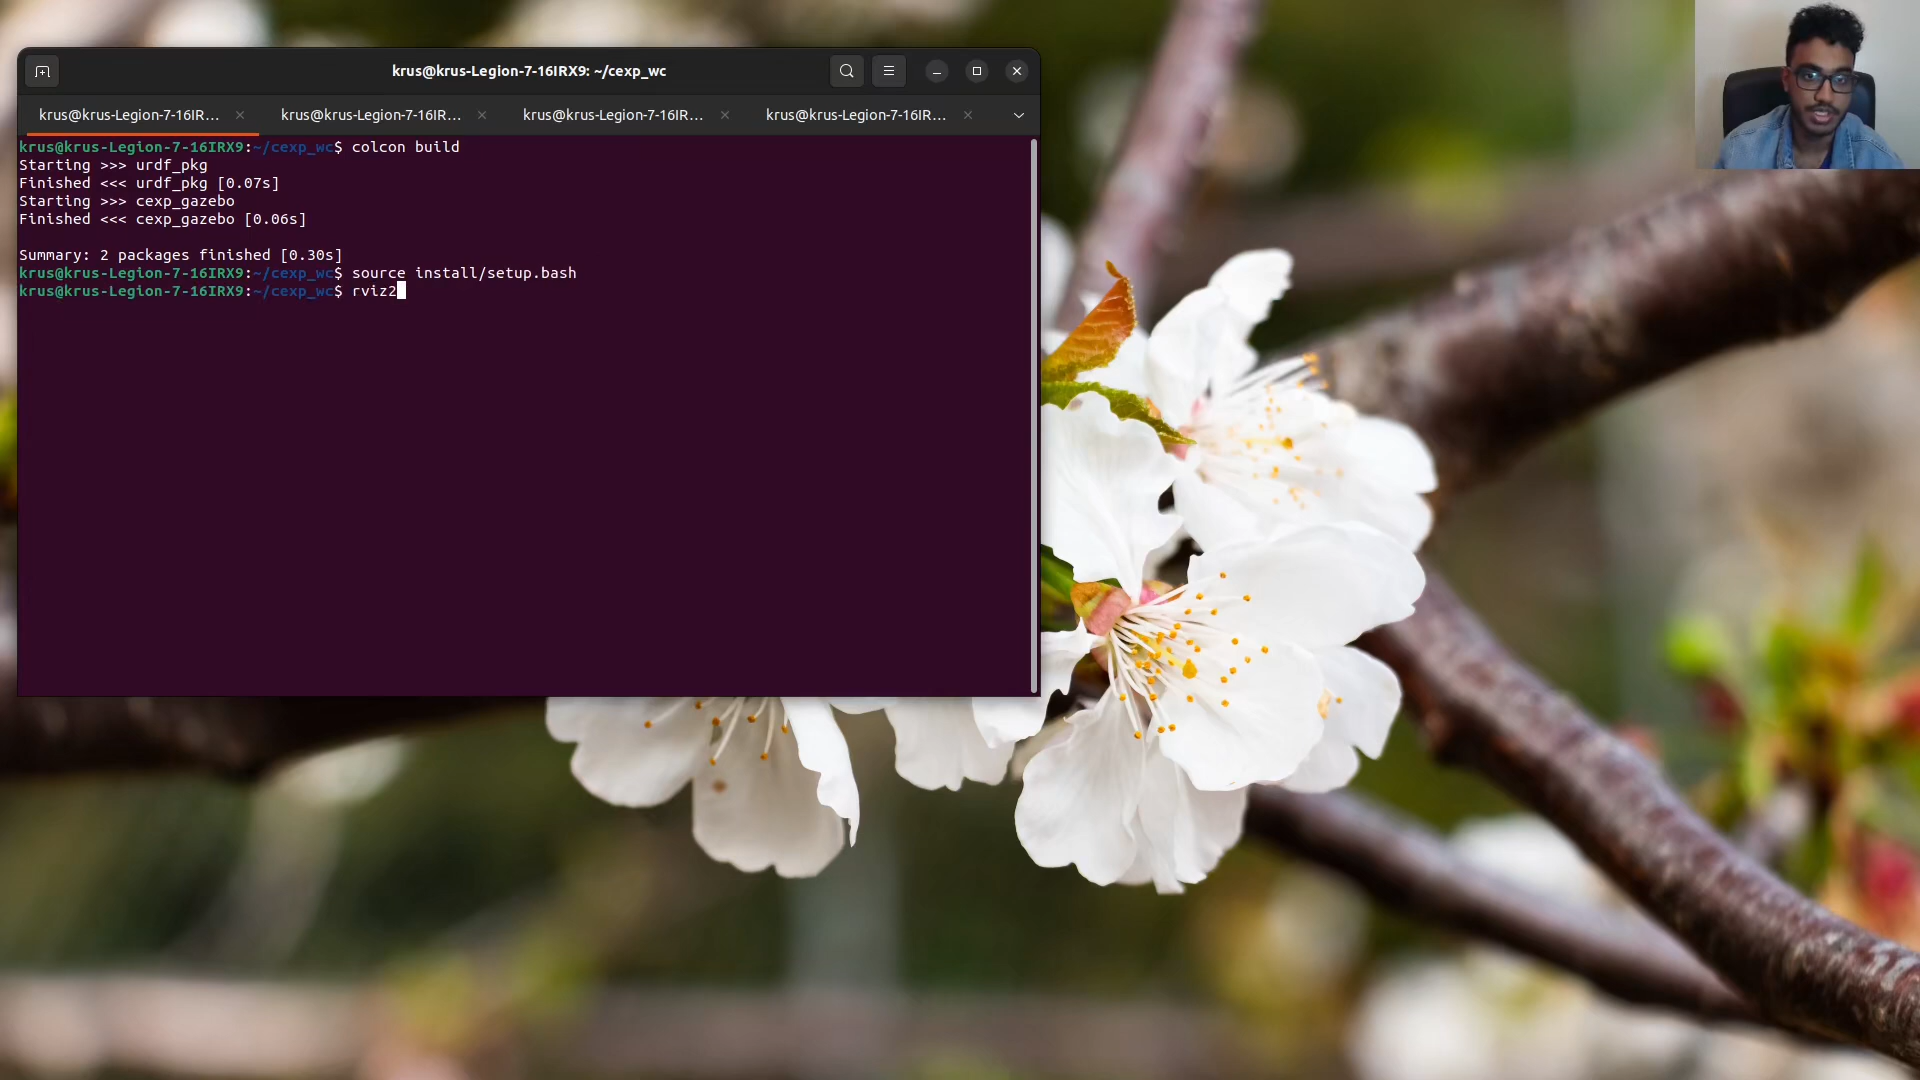 krus@krus-Legion-7-16IRX9: ~/cexp_wc
krus@krus-Legion-7-16IR... krus@krus-Legion-7-16IR... krus@krus-Legion-7-16IR... krus@krus-Legion-7-16IR...
krus@krus-Legion-7-16IRX9:~/cexp_wc$ colcon build
Starting >>> urdf_pkg
Finished <<< urdf_pkg [0.07s]
Starting >>> cexp_gazebo
Finished <<< cexp_gazebo [0.06s]
Summary: 2 packages finished [0.30s]
krus@krus-Legion-7-16IRX9:~/cexp_wc$ source install/setup.bash
krus@krus-Legion-7-16IRX9:~/cexp_wc$ rviz2